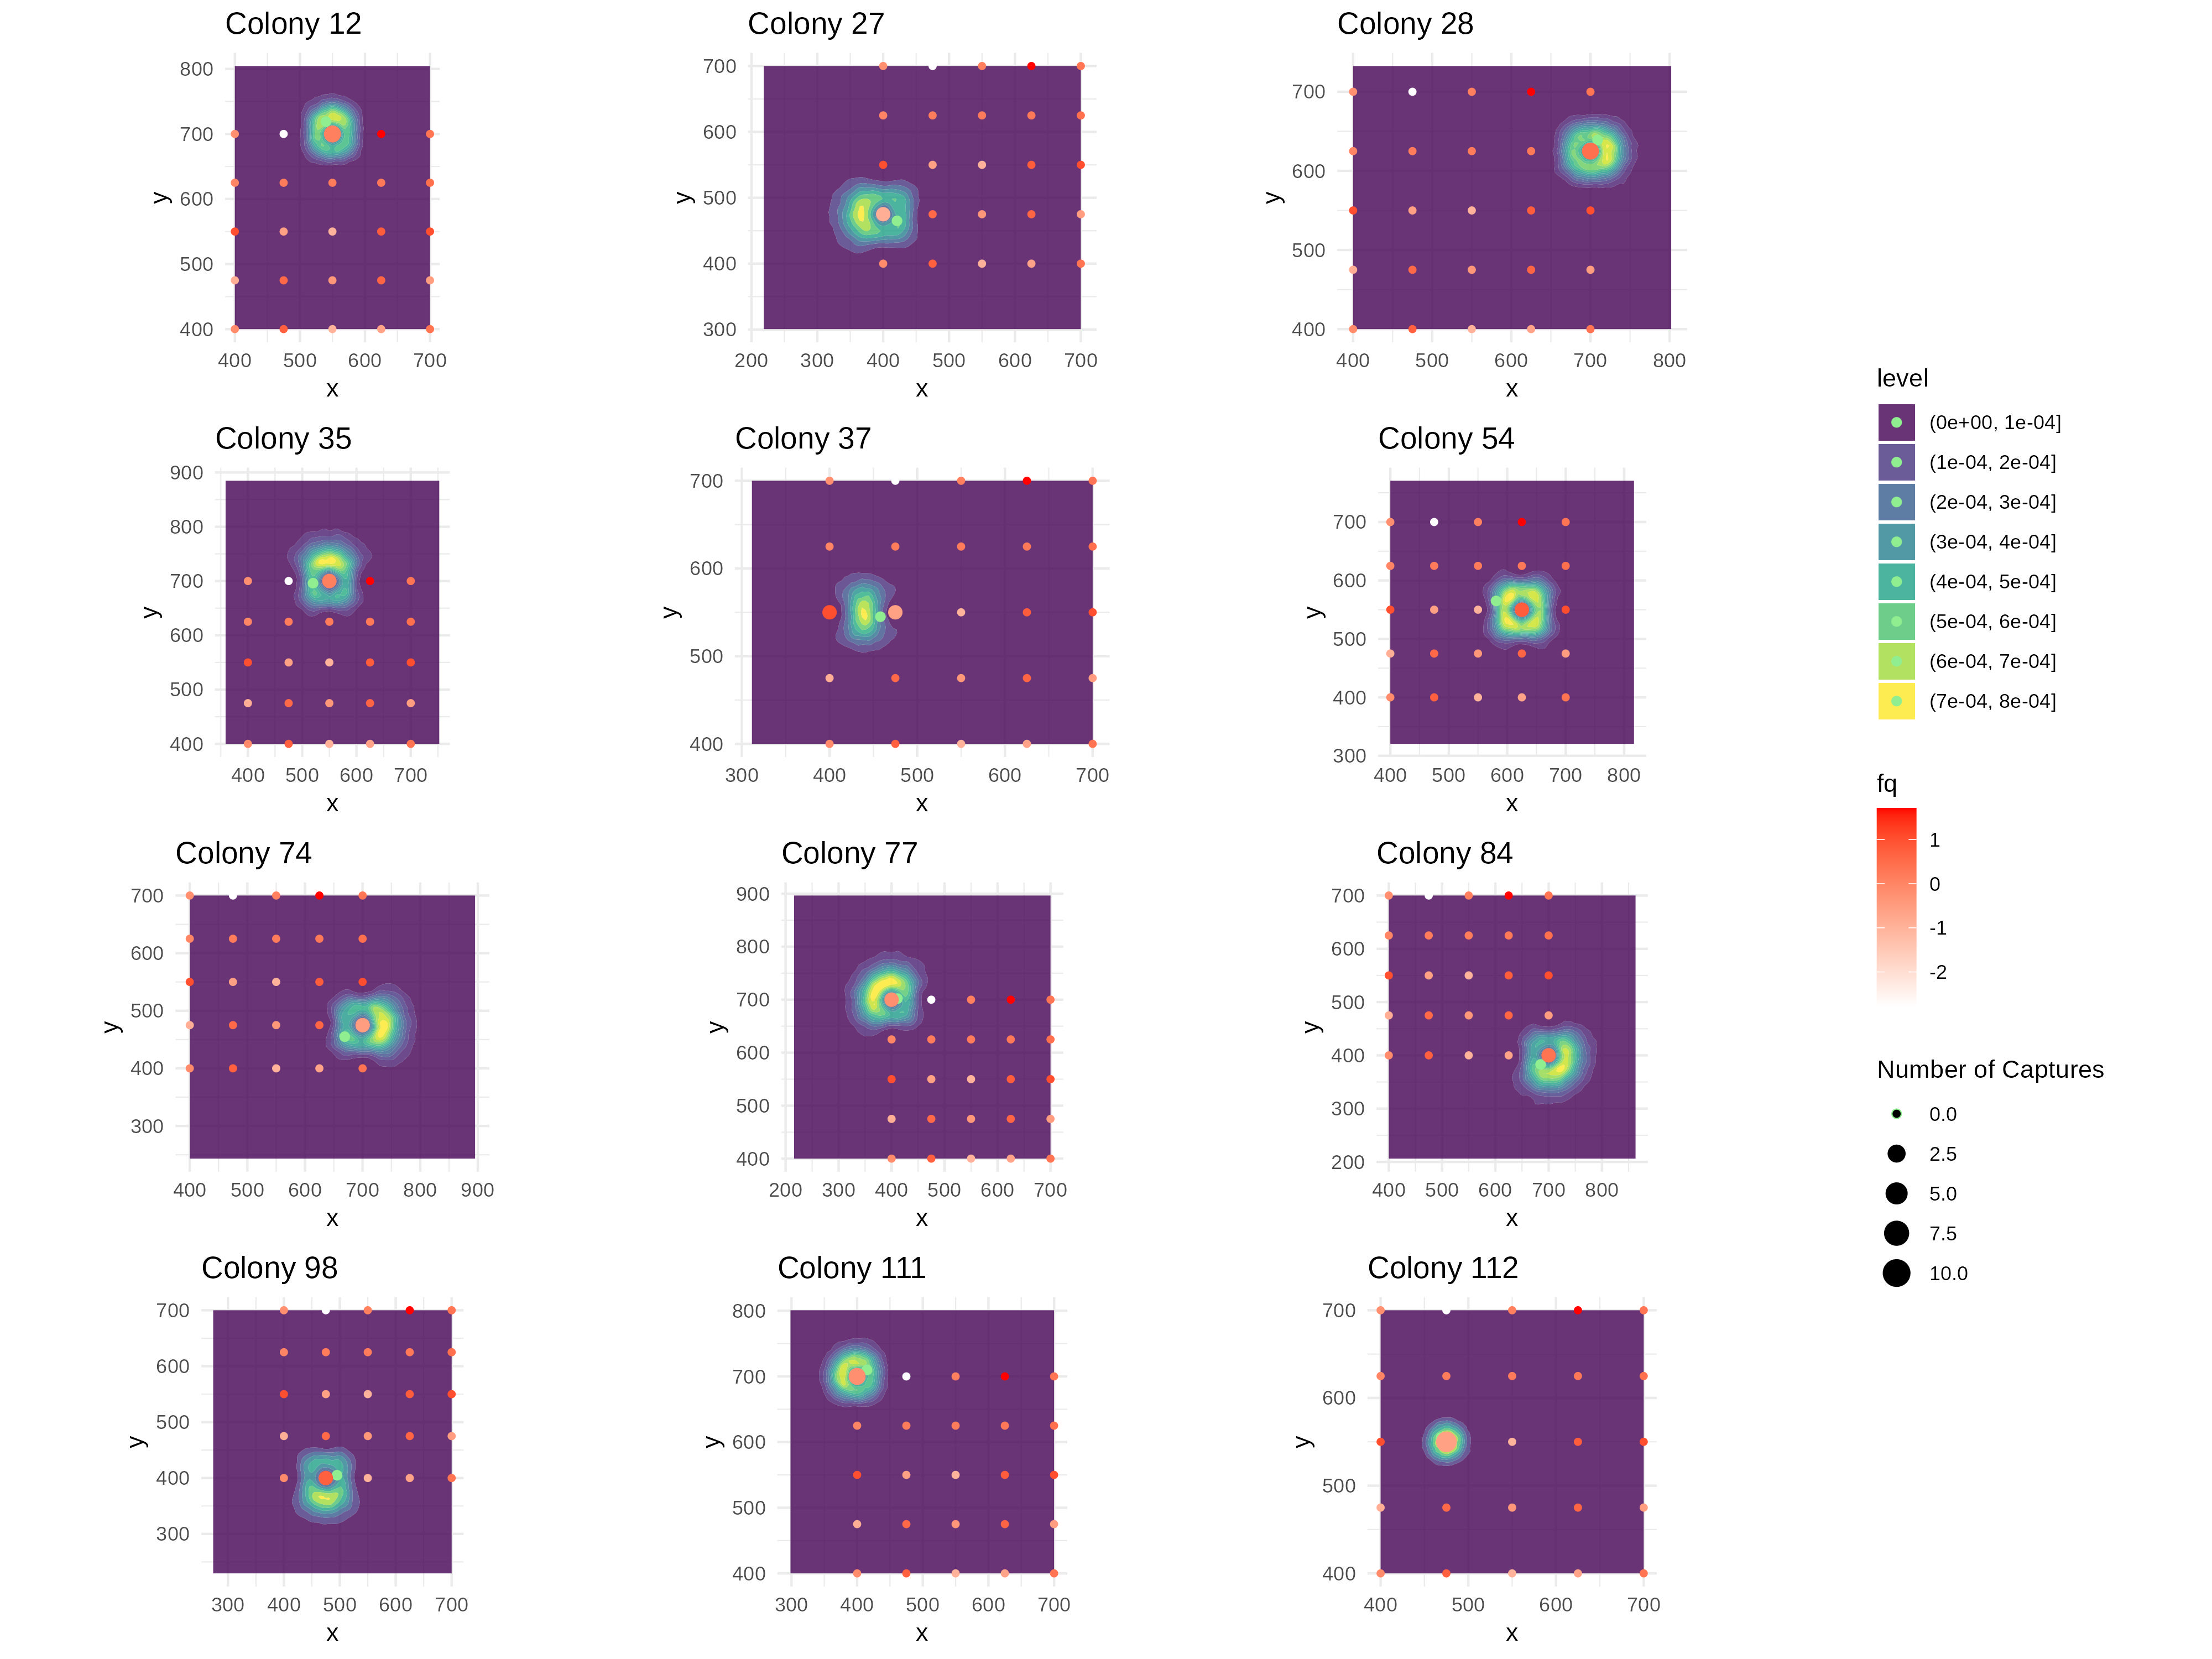 Colony 12
800
700
600
500
400
y
400 500 600 700
x
Colony 27
700
600
500
400
300
y
200 300 400 500 600 700
x
Colony 28
700
600
500
400
y
400 500 600 700 800
x
Colony 35
900
800
700
600
500
400
y
400 500 600 700
x
Colony 37
700
600
500
400
y
300 400 500 600 700
x
Colony 54
700
600
500
400
300
y
400 500 600 700 800
x
Colony 74
700
600
500
400
300
y
400 500 600 700 800 900
x
Colony 77
900
800
700
600
500
400
y
200 300 400 500 600 700
x
Colony 84
700
600
500
400
300
200
y
400 500 600 700 800
x
Colony 98
700
600
500
400
300
y
300 400 500 600 700
x
Colony 111
800
700
600
500
400
y
300 400 500 600 700
x
Colony 112
700
600
500
400
y
400 500 600 700
x
level
(0e+00, 1e-04]
(1e-04, 2e-04]
(2e-04, 3e-04]
(3e-04, 4e-04]
(4e-04, 5e-04]
(5e-04, 6e-04]
(6e-04, 7e-04]
(7e-04, 8e-04]
fq
1
0
-1
-2
Number of Captures
0.0
2.5
5.0
7.5
10.0